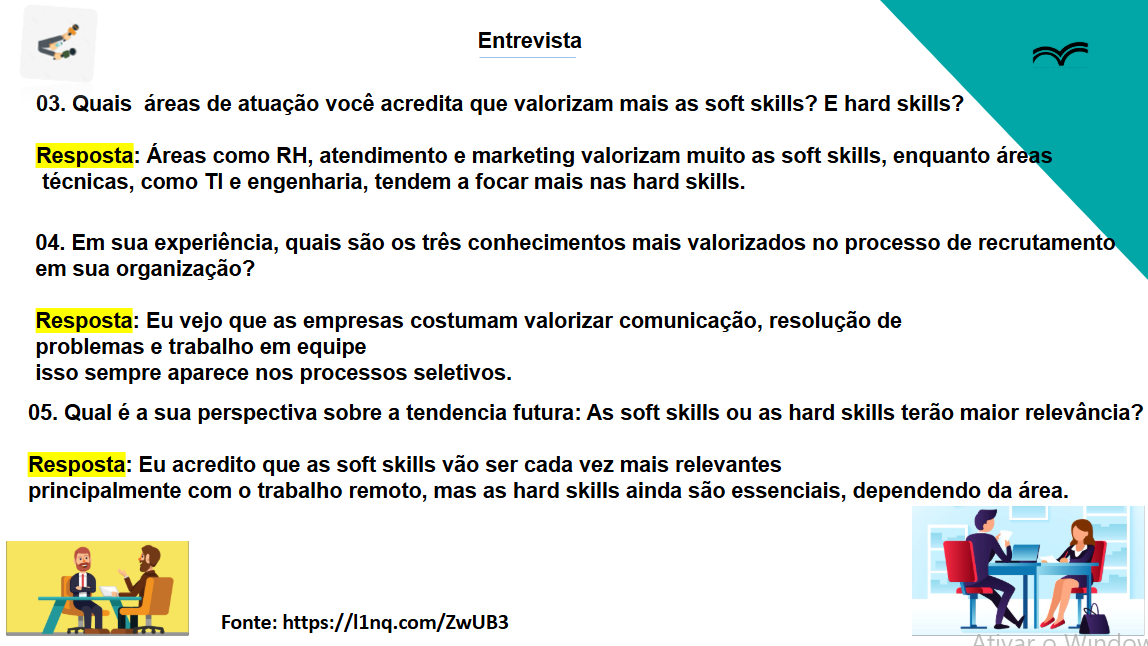 Entrevista
03. Quais áreas de atuação você acredita que valorizam mais as soft skills? E hard skills?
Resposta: Áreas como RH, atendimento e marketing valorizam muito as soft skills, enquanto áreas
técnicas, como TI e engenharia, tendem a focar mais nas hard skills.
04. Em sua experiência, quais são os três conhecimentos mais valorizados no processo de recrutamento
em sua organização?
Resposta: Eu vejo que as empresas costumam valorizar comunicação, resolução de
problemas e trabalho em equipe
isso sempre aparece nos processos seletivos.
05. Qual é a sua perspectiva sobre a tendencia futura: As soft skills ou as hard skills terão maior relevância?
Resposta: Eu acredito que as soft skills vão ser cada vez mais relevantes
principalmente com o trabalho remoto, mas as hard skills ainda são essenciais, dependendo da área.
Fonte: https://l1nq.com/ZwUB3
Ativar o Window